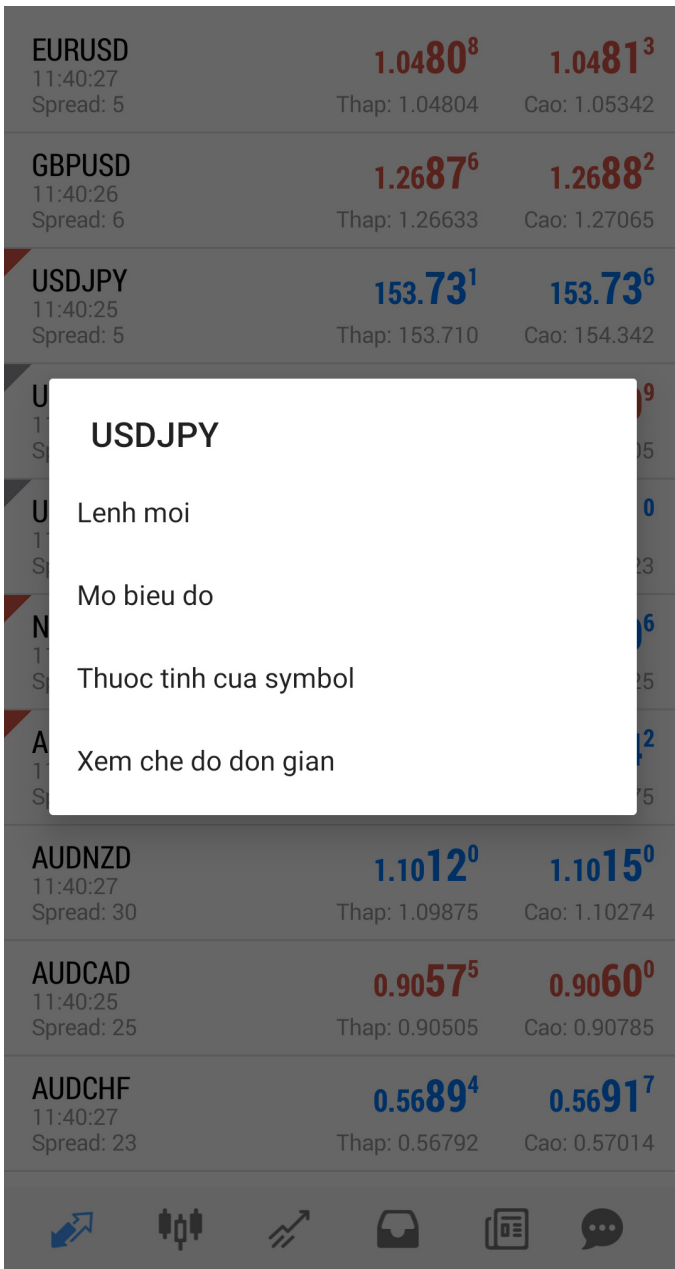 EURUSD
1.04808 1.04813
11:40:27
Spread: 5 Thap: 1.04804 Cao: 1.05342
GBPUSD
1.26876 1.26882
11:40:26
Spread: 6 Thap: 1.26633 Cao: 1.27065
USDJPY
153.731 153.736
11:40:25
Spread: 5 Thap: 153.710 Cao: 154.342
USDJPY
Lenh moi
Mo bieu do
Thuoc tinh cua symbol
Xem che do don gian
AUDNZD
1.10120 1.10150
11:40:27
Spread: 30 Thap: 1.09875 Cao: 1.10274
AUDCAD
0.90575 0.90600
11:40:25
Spread: 25 Thap: 0.90505 Cao: 0.90785
AUDCHF
0.56894 0.56917
11:40:27
Spread: 23 Thap: 0.56792 Cao: 0.57014